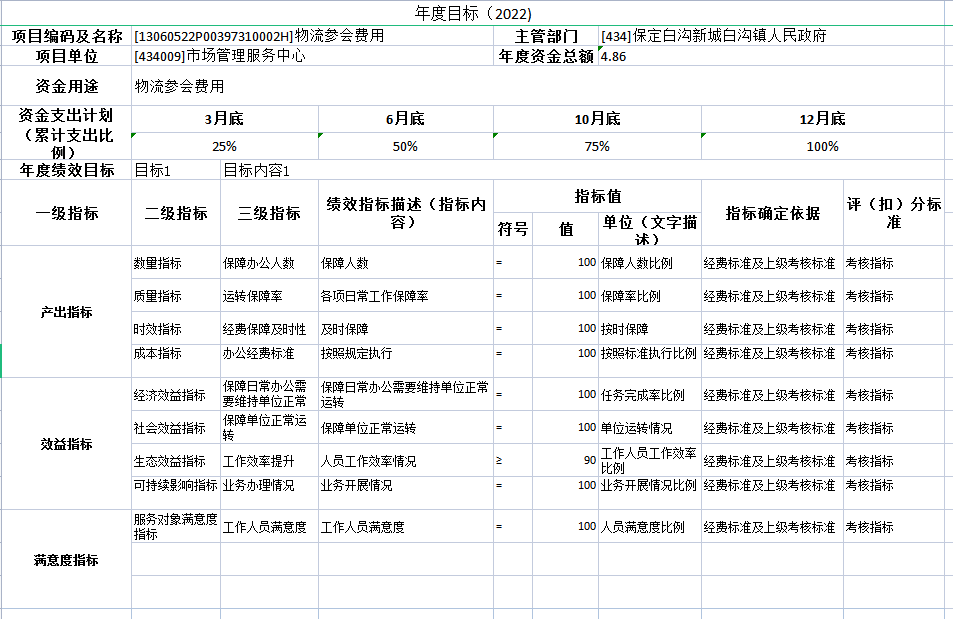 年度目标（2022)
项目编码及名称 [13060522P00397310002H]物流参会费用 主管部门 [434]保定白沟新城白沟镇人民政府
项目单位 [434009]市场管理服务中心 年度资金总额 4.86
资金用途 物流参会费用
资金支出计划
（累计支出比
例） 3月底 6月底 10月底 12月底
25% 50% 75% 100%
年度绩效目标 目标1 目标内容1
一级指标 二级指标 三级指标 绩效指标描述（指标内
容） 指标值 指标确定依据 评（扣）分标
准
符号 值 单位（文字描
述）
产出指标
数量指标 保障办公人数 保障人数 = 100 保障人数比例 经费标准及上级考核标准 考核指标
质量指标 运转保障率 各项日常工作保障率 = 100 保障率比例 经费标准及上级考核标准 考核指标
时效指标 经费保障及时性 及时保障 = 100 按时保障 经费标准及上级考核标准 考核指标
成本指标 办公经费标准 按照规定执行 = 100 按照标准执行比例 经费标准及上级考核标准 考核指标
效益指标
经济效益指标 保障日常办公需
要维持单位正常 保障日常办公需要维持单位正常
运转 = 100 任务完成率比例 经费标准及上级考核标准 考核指标
社会效益指标 保障单位正常运
转 保障单位正常运转 = 100 单位运转情况 经费标准及上级考核标准 考核指标
生态效益指标 工作效率提升 人员工作效率情况 ≥ 90 工作人员工作效率
比例 经费标准及上级考核标准 考核指标
可持续影响指标 业务办理情况 业务开展情况 = 100 业务开展情况比例 经费标准及上级考核标准 考核指标
满意度指标
服务对象满意度
指标 工作人员满意度 工作人员满意度 = 100 人员满意度比例 经费标准及上级考核标准 考核指标